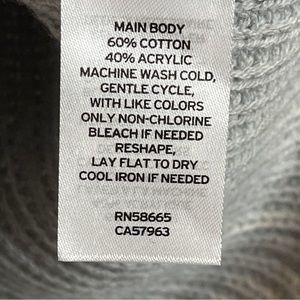 MAIN BODY
60% COTTON
40% ACRYLIC
MACHINE WASH COLD,
GENTLE CYCLE,
WITH LIKE COLORS
ONLY NON-CHLORINE
BLEACH IF NEEDED
RESHAPE,
LAY FLAT TO DRY
COOL IRON IF NEEDED
RN58665
CA57963